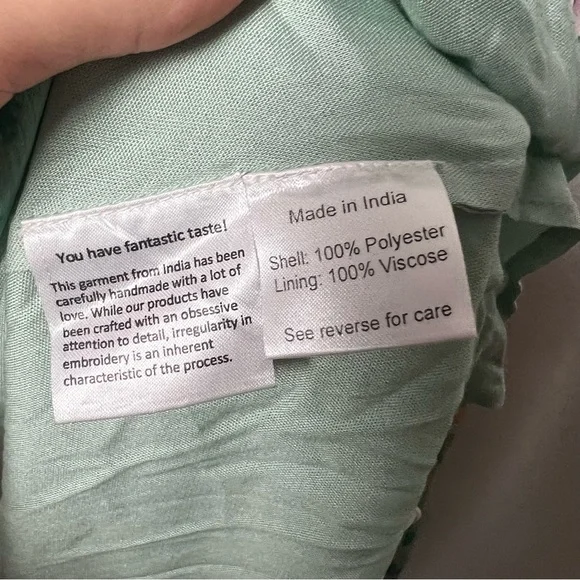 You have fantastic taste!
This garment from India has been
carefully handmade with a lot of
love. While our products have
been crafted with an obsessive
attention to detail, irregularity in
embroidery is an inherent
characteristic of the process.
Made in India
Shell: 100% Polyester
Lining: 100% Viscose
See reverse for care